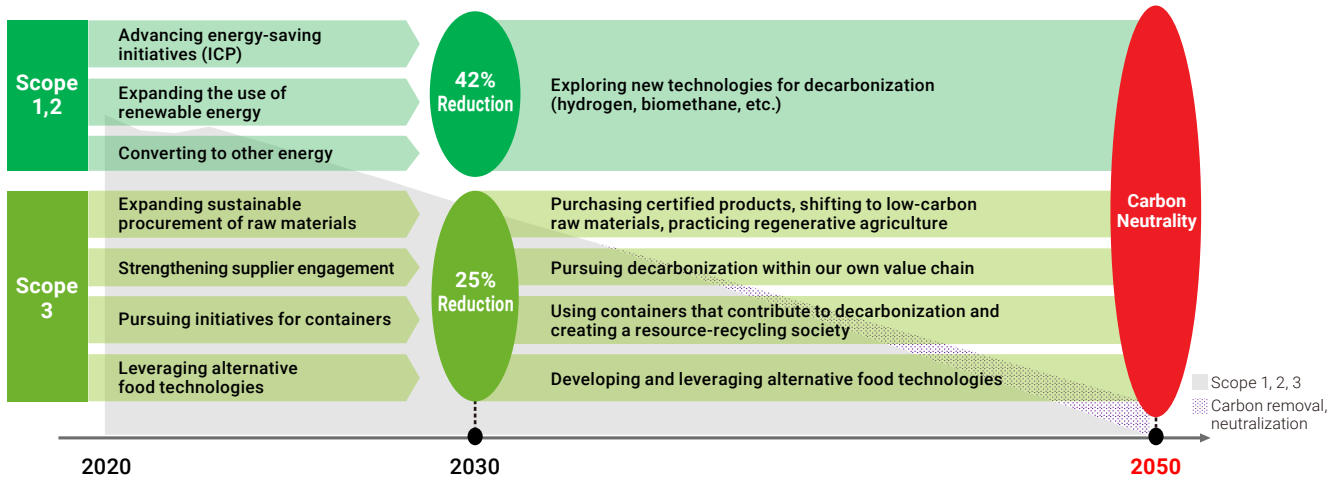 Scope
1,2
Advancing energy-saving
initiatives (ICP)
Expanding the use of
renewable energy
Converting to other energy
42%
Reduction
Exploring new technologies for decarbonization
(hydrogen, biomethane, etc.)
Scope
3
Expanding sustainable
procurement of raw materials
Strengthening supplier engagement
Pursuing initiatives for containers
Leveraging alternative
food technologies
25%
Reduction
Purchasing certified products, shifting to low-carbon
raw materials, practicing regenerative agriculture
Pursuing decarbonization within our own value chain
Using containers that contribute to decarbonization and
creating a resource-recycling society
Developing and leveraging alternative food technologies
Carbon
Neutrality
Scope 1, 2, 3
Carbon removal,
neutralization
2020
2030
2050